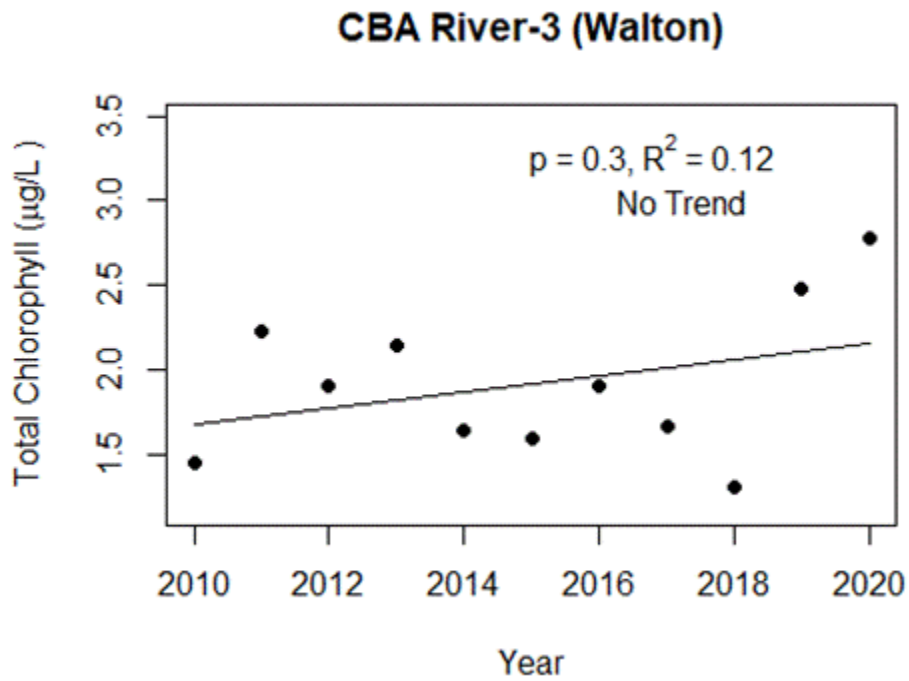 CBA River-3 (Walton)
p = 0.3, R² = 0.12
No Trend
Total Chlorophyll (µg/L )
3.5
3.0
2.5
2.0
1.5
2010 2012 2014 2016 2018 2020
Year